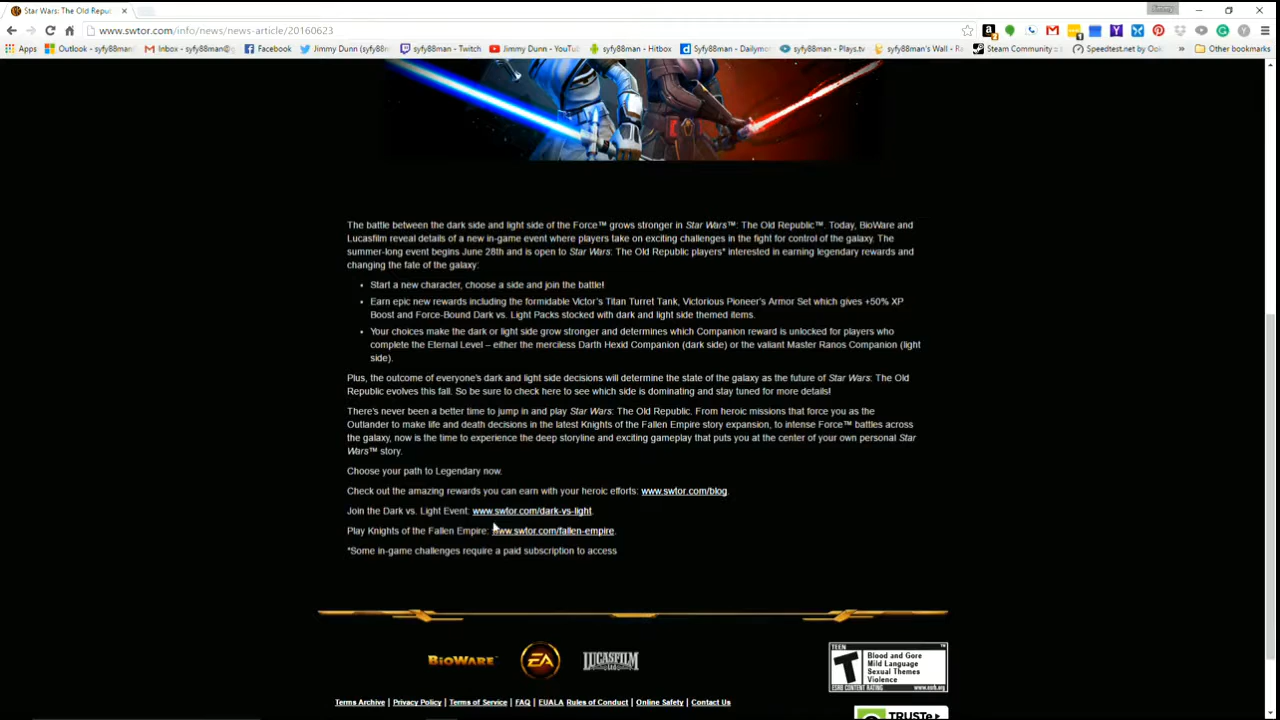 Star Wars: The Old Repub
www.swtor.com/info/news/news-article/20160623
Apps Outlook - syfy88man Inbox - syfy88man@g Facebook Jimmy Dunn (syfy88 syfy88man - Twitch Jimmy Dunn - YouTu syfy88man - Hitbox syfy88man - Dailymot syfy88man - Plays.tv syfy88man's Wall - Ra Steam Community :: Speedtest.net by Ook » Other bookmarks
The battle between the dark side and light side of the Force™ grows stronger in Star Wars™: The Old Republic™. Today, BioWare and
Lucasfilm reveal details of a new in-game event where players take on exciting challenges in the fight for control of the galaxy. The
summer-long event begins June 28th and is open to Star Wars: The Old Republic players* interested in earning legendary rewards and
changing the fate of the galaxy:
• Start a new character, choose a side and join the battle!
• Earn epic new rewards including the formidable Victor's Titan Turret Tank, Victorious Pioneer's Armor Set which gives +50% XP
Boost and Force-Bound Dark vs. Light Packs stocked with dark and light side themed items.
• Your choices make the dark or light side grow stronger and determines which Companion reward is unlocked for players who
complete the Eternal Level – either the merciless Darth Hexid Companion (dark side) or the valiant Master Ranos Companion (light
side).
Plus, the outcome of everyone's dark and light side decisions will determine the state of the galaxy as the future of Star Wars: The Old
Republic evolves this fall. So be sure to check here to see which side is dominating and stay tuned for more details!
There's never been a better time to jump in and play Star Wars: The Old Republic. From heroic missions that force you as the
Outlander to make life and death decisions in the latest Knights of the Fallen Empire story expansion, to intense Force™ battles across
the galaxy, now is the time to experience the deep storyline and exciting gameplay that puts you at the center of your own personal Star
Wars™ story.
Choose your path to Legendary now.
Check out the amazing rewards you can earn with your heroic efforts: www.swtor.com/blog.
Join the Dark vs. Light Event: www.swtor.com/dark-vs-light.
Play Knights of the Fallen Empire: www.swtor.com/fallen-empire.
*Some in-game challenges require a paid subscription to access
BIOWARE EA LUCASFILM Ltd
TEEN
T
Blood and Gore
Mild Language
Sexual Themes
Violence
ESRB CONTENT RATING www.esrb.org
Terms Archive | Privacy Policy | Terms of Service | FAQ | EUALA Rules of Conduct | Online Safety | Contact Us
TRUSTe